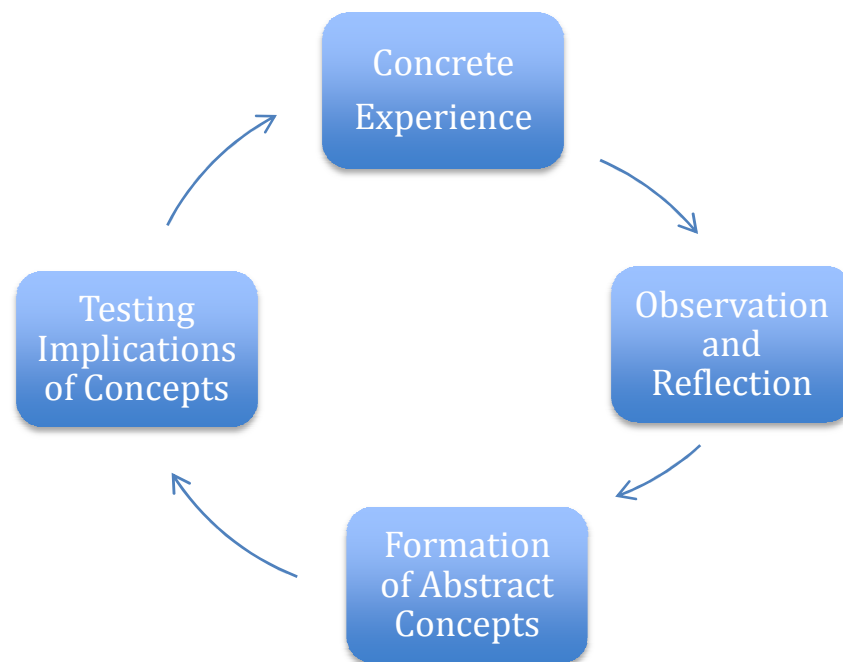 Concrete
Experience
Observation
and
Reflection
Formation
of Abstract
Concepts
Testing
Implications
of Concepts